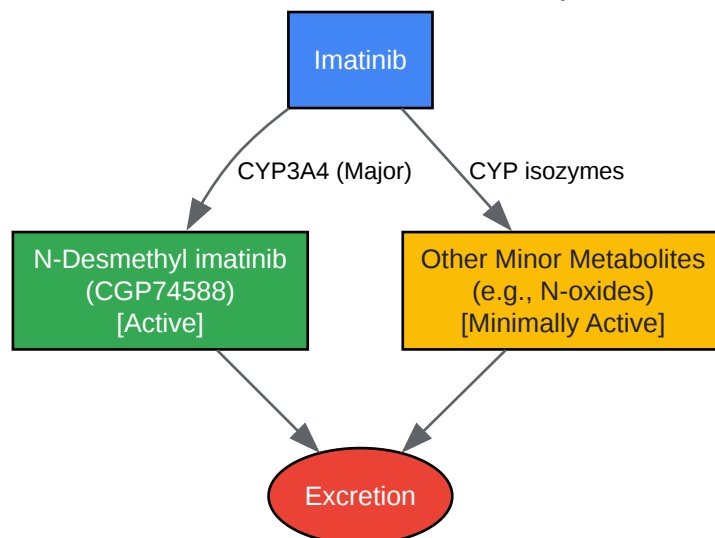 Imatinib
CYP3A4 (Major)
CYP isozymes
N-Desmethyl imatinib
(CGP74588)
[Active]
Other Minor Metabolites
(e.g., N-oxides)
[Minimally Active]
Excretion